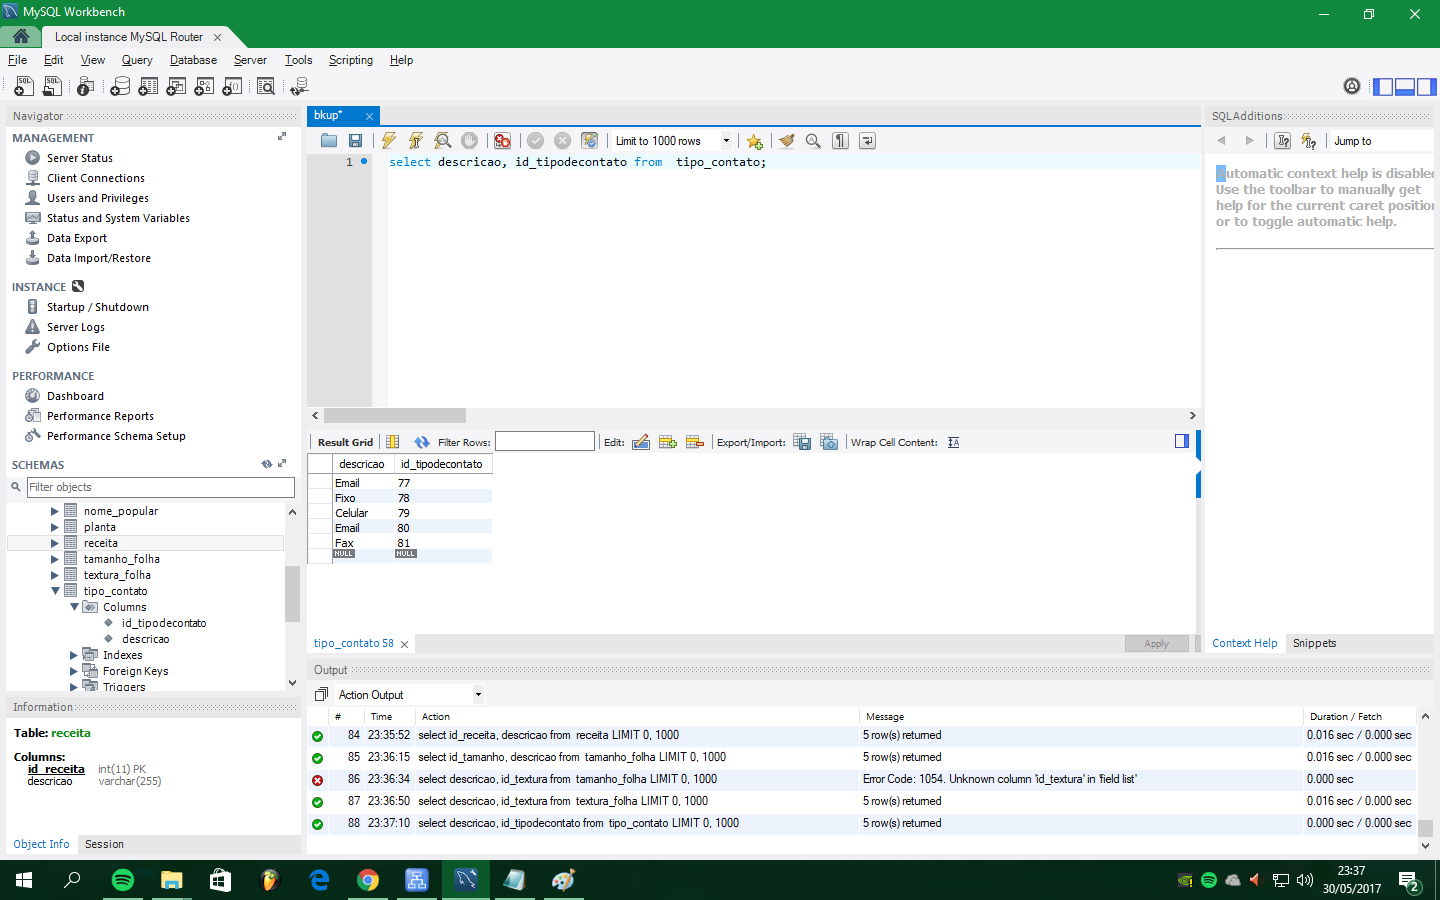 MySQL Workbench
Local instance MySQL Router
File Edit View Query Database Server Tools Scripting Help
Navigator
MANAGEMENT
Server Status
Client Connections
Users and Privileges
Status and System Variables
Data Export
Data Import/Restore
INSTANCE
Startup / Shutdown
Server Logs
Options File
PERFORMANCE
Dashboard
Performance Reports
Performance Schema Setup
SCHEMAS
Filter objects
nome_popular
planta
receita
tamanho_folha
textura_folha
tipo_contato
Columns
id_tipodecontato
descricao
Indexes
Foreign Keys
Triggers
Information
Table: receita
Columns:
id_receita int(11) PK
descricao varchar(255)
Object Info Session
bkup*
Limit to 1000 rows
1 select descricao, id_tipodecontato from tipo_contato;
Result Grid Filter Rows: Edit: Export/Import: Wrap Cell Content:
descricao id_tipodecontato
Email 77
Fixo 78
Celular 79
Email 80
Fax 81
NULL NULL
tipo_contato 58 Apply
SQLAdditions
Jump to
Automatic context help is disabled
Use the toolbar to manually get
help for the current caret position
or to toggle automatic help.
Context Help Snippets
Output
Action Output
# Time Action Message Duration / Fetch
84 23:35:52 select id_receita, descricao from receita LIMIT 0, 1000 5 row(s) returned 0.016 sec / 0.000 sec
85 23:36:15 select id_tamanho, descricao from tamanho_folha LIMIT 0, 1000 5 row(s) returned 0.016 sec / 0.000 sec
86 23:36:34 select descricao, id_textura from tamanho_folha LIMIT 0, 1000 Error Code: 1054. Unknown column 'id_textura' in 'field list' 0.000 sec
87 23:36:50 select descricao, id_textura from textura_folha LIMIT 0, 1000 5 row(s) returned 0.016 sec / 0.000 sec
88 23:37:10 select descricao, id_tipodecontato from tipo_contato LIMIT 0, 1000 5 row(s) returned 0.000 sec / 0.000 sec
23:37
30/05/2017
2